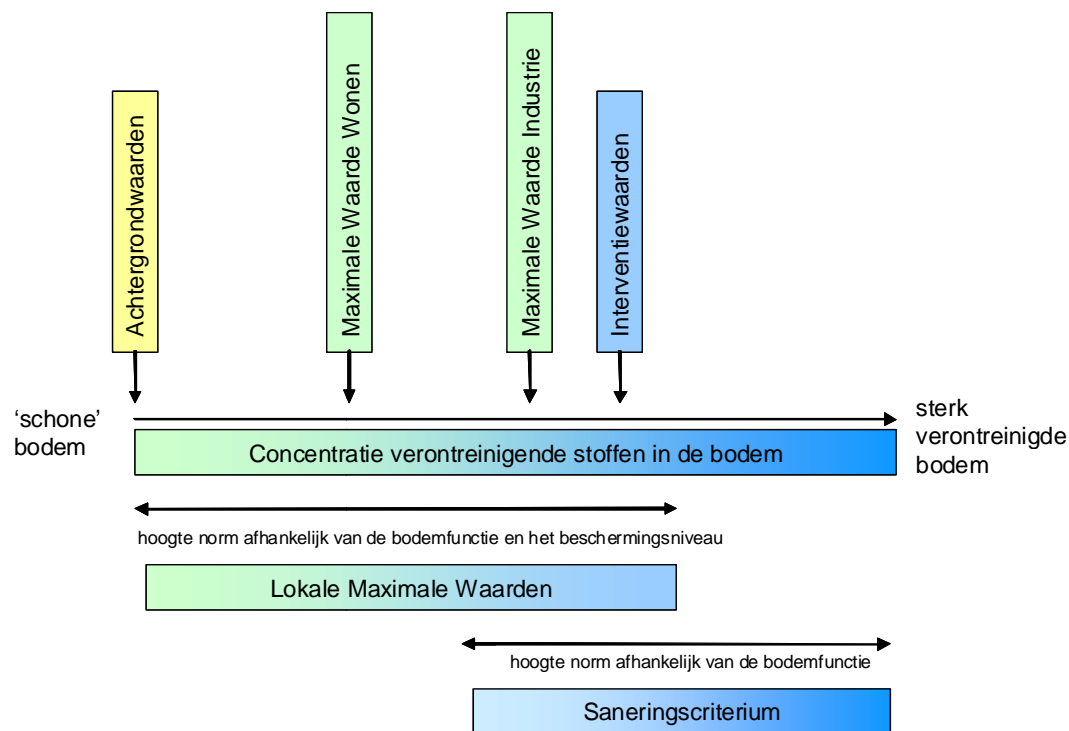 Achtergrondwaarden
Maximale Waarde Wonen
Maximale Waarde Industrie
Interventiewaarden
‘schone’
bodem
sterk
verontreinigde
bodem
Concentratie verontreinigende stoffen in de bodem
hoogte norm afhankelijk van de bodemfunctie en het beschermingsniveau
Lokale Maximale Waarden
hoogte norm afhankelijk van de bodemfunctie
Saneringscriterium